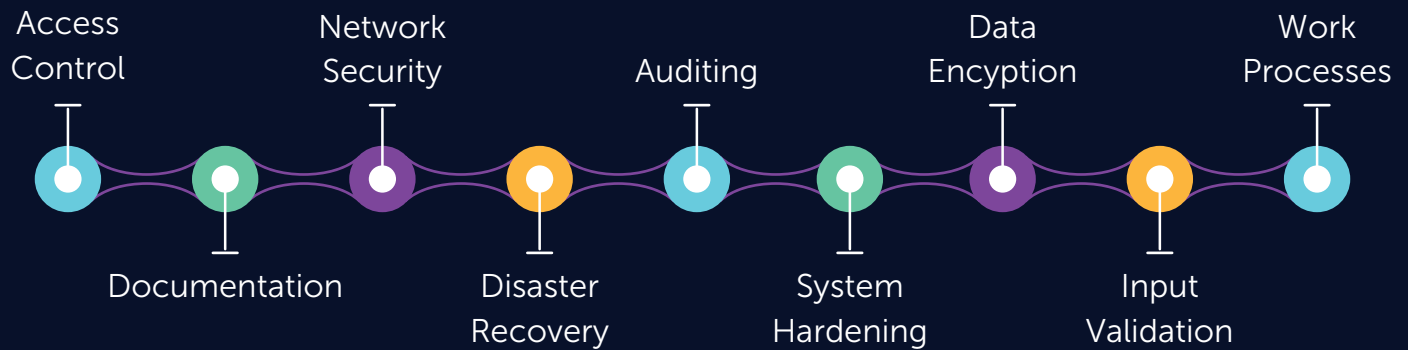 Access
Control
Documentation
Network
Security
Disaster
Recovery
Auditing
System
Hardening
Data
Encyption
Input
Validation
Work
Processes